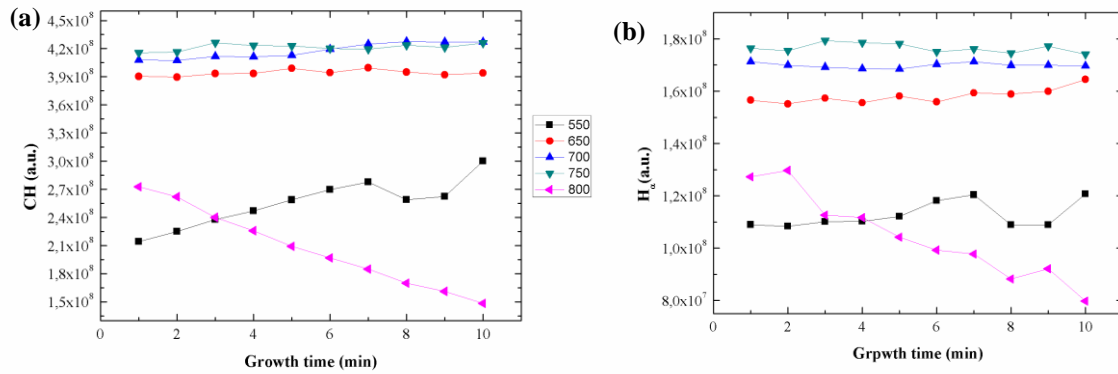 (a)
4,5x10⁸
4,2x10⁸
3,9x10⁸
3,6x10⁸
3,3x10⁸
3,0x10⁸
2,7x10⁸
2,4x10⁸
2,1x10⁸
1,8x10⁸
1,5x10⁸
CH (a.u.)
0 2 4 6 8 10
Growth time (min)
550
650
700
750
800
(b)
1,8x10⁸
1,6x10⁸
1,4x10⁸
1,2x10⁸
1,0x10⁸
8,0x10⁷
Hα (a.u.)
0 2 4 6 8 10
Grpwth time (min)